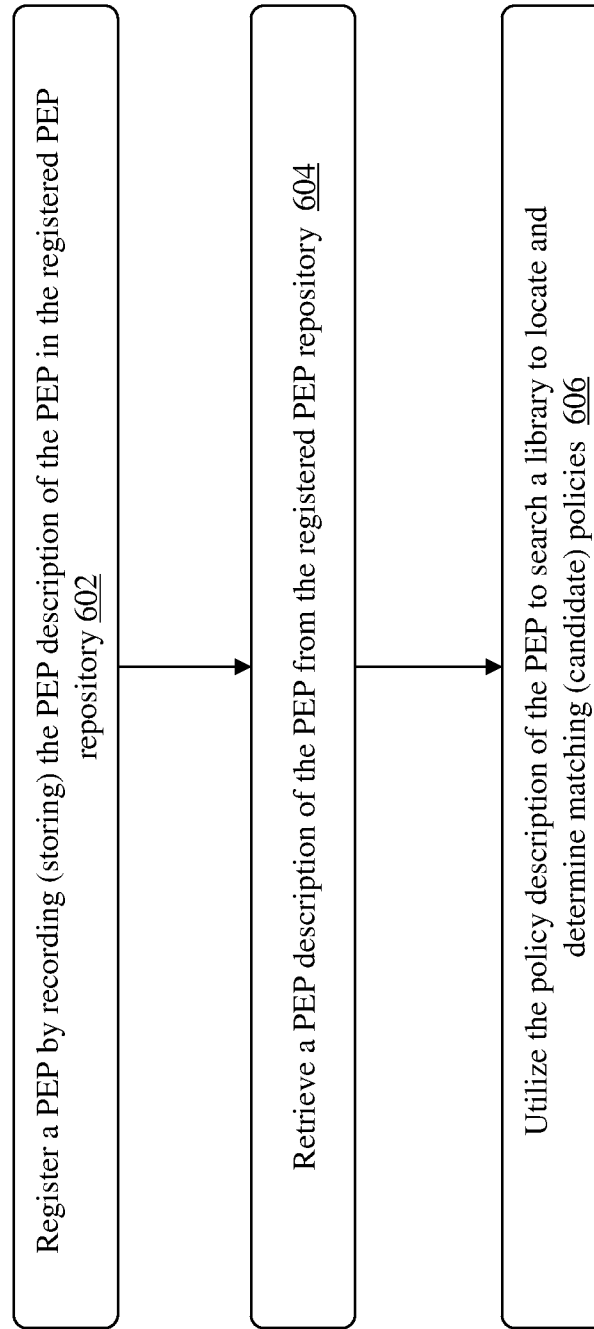 Register a PEP by recording (storing) the PEP description of the PEP in the registered PEP
repository 602
Retrieve a PEP description of the PEP from the registered PEP repository 604
Utilize the policy description of the PEP to search a library to locate and
determine matching (candidate) policies 606